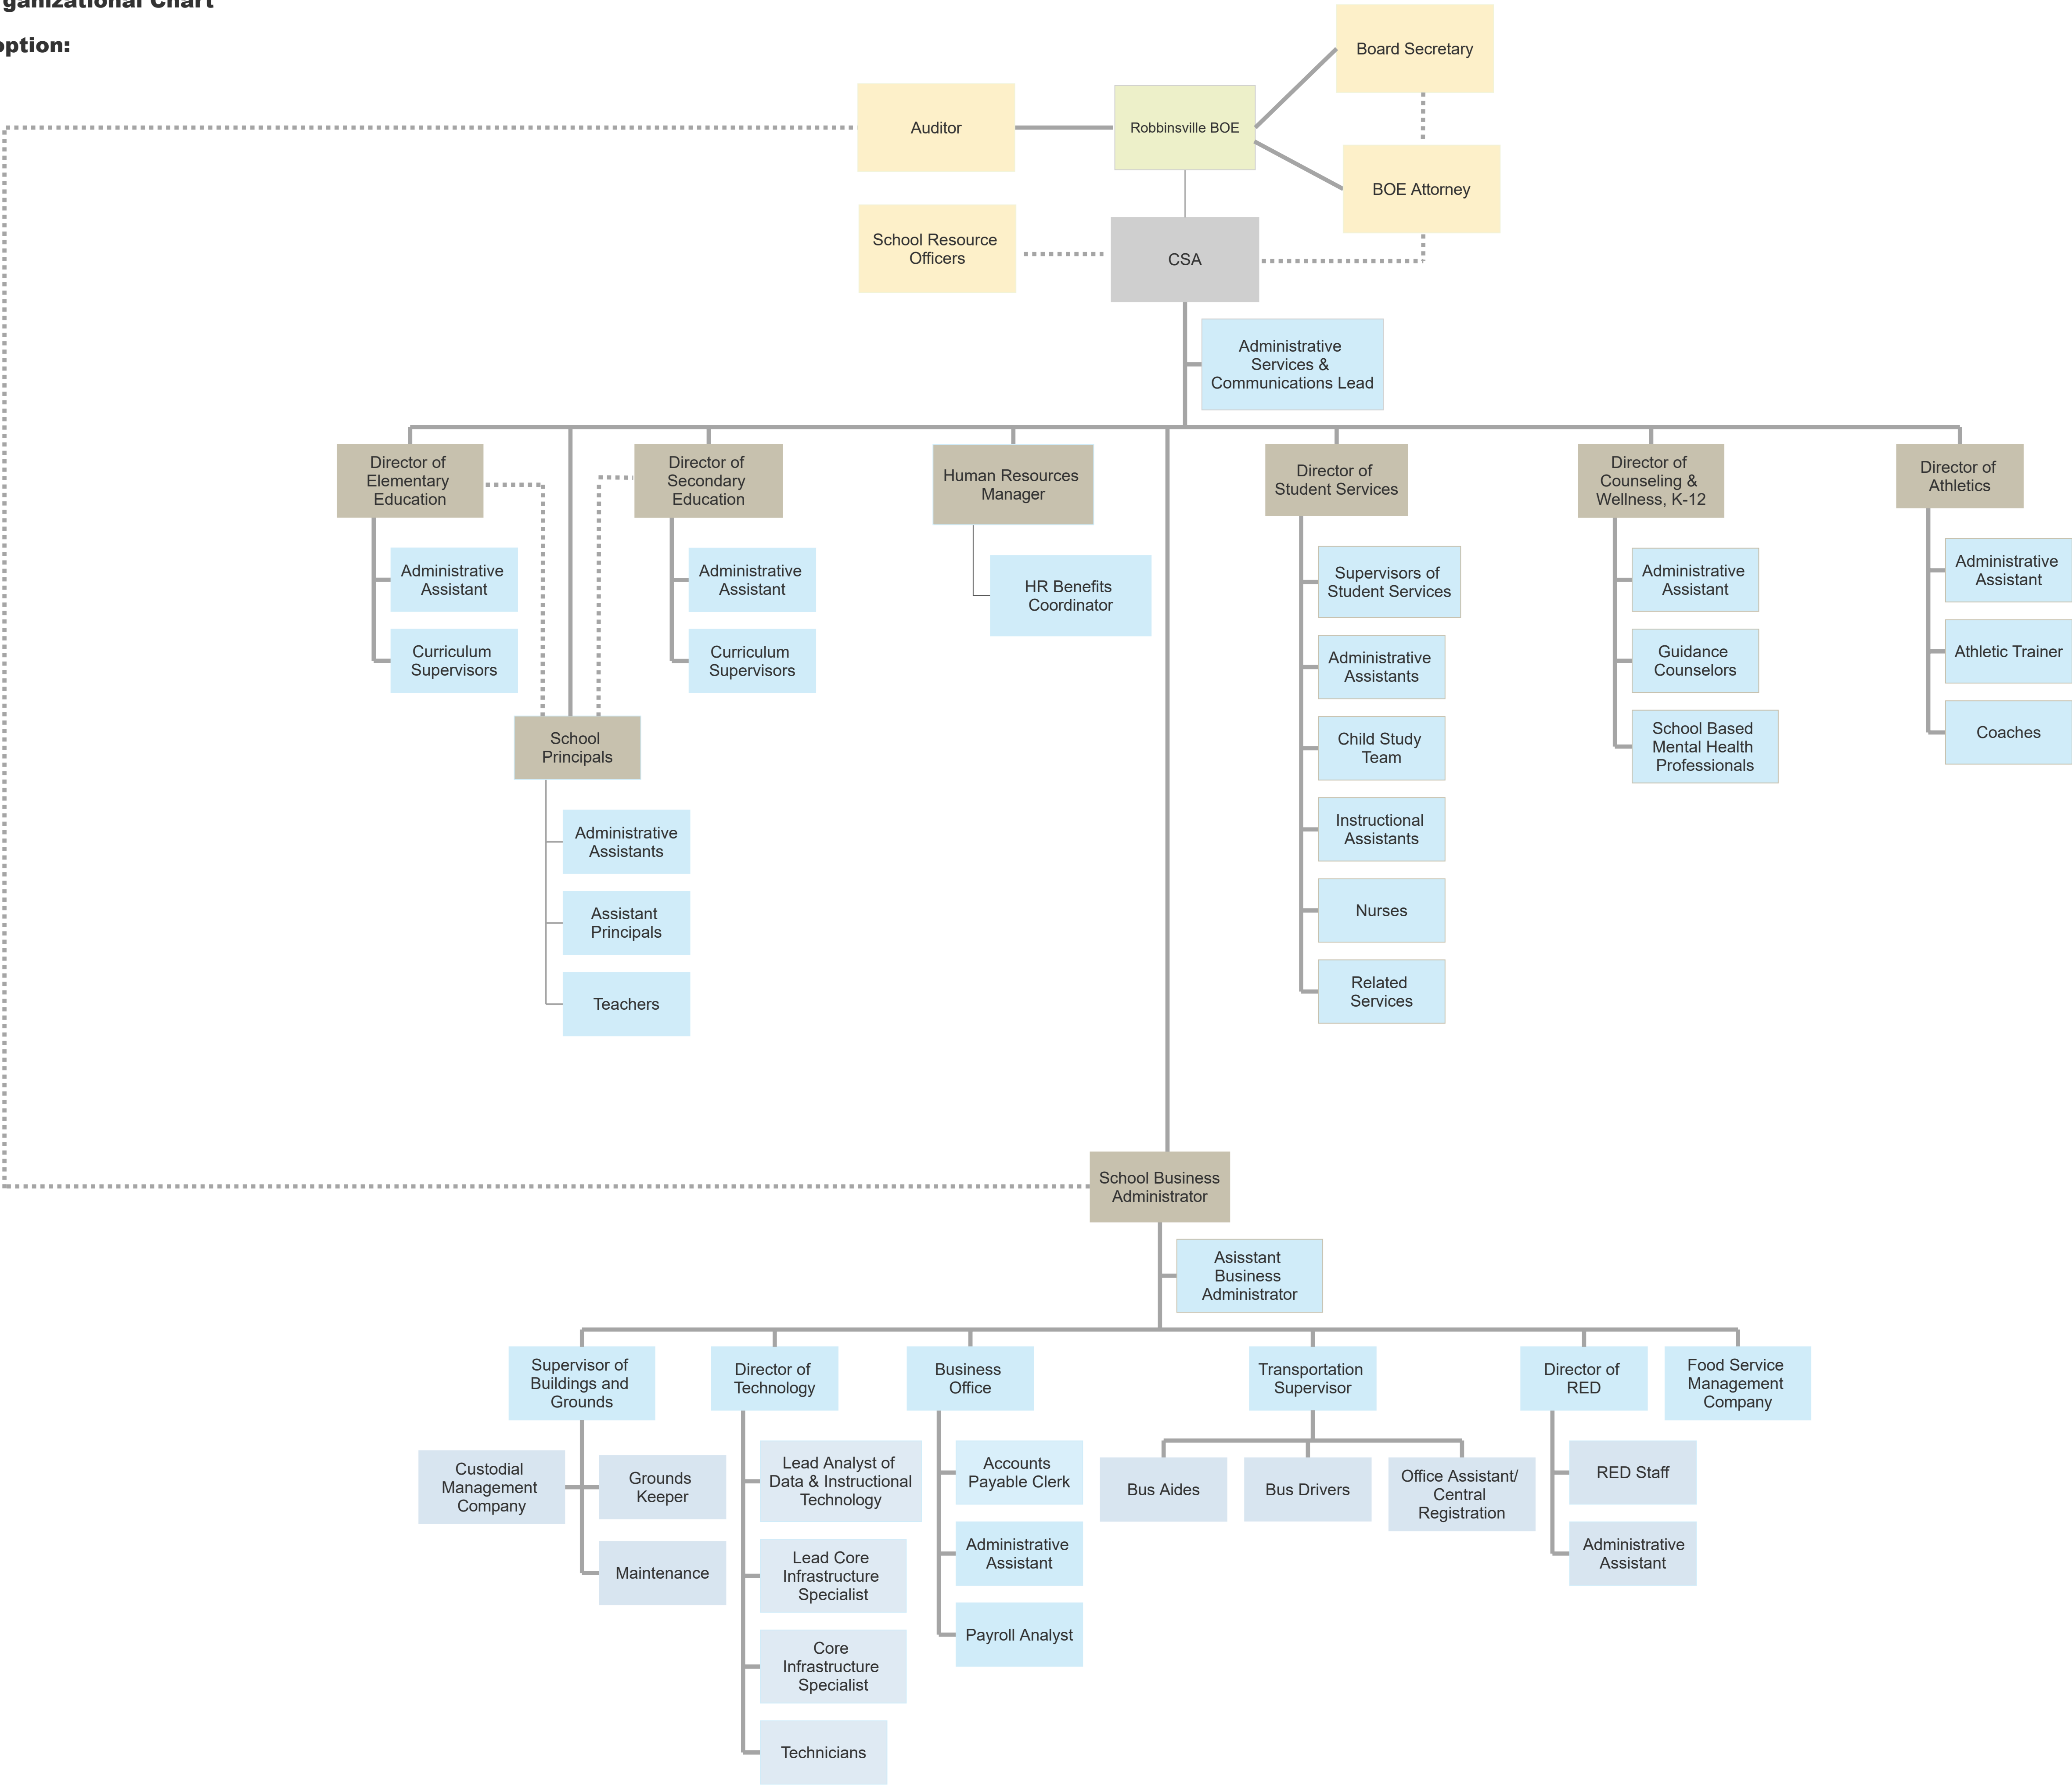 ganizational Chart
option:
Board Secretary
Auditor
Robbinsville BOE
BOE Attorney
School Resource
Officers
CSA
Administrative
Services &
Communications Lead
Director of
Elementary
Education
Director of
Secondary
Education
Human Resources
Manager
Director of
Student Services
Director of
Counseling &
Wellness, K-12
Director of
Athletics
Administrative
Assistant
Curriculum
Supervisors
Administrative
Assistant
Curriculum
Supervisors
HR Benefits
Coordinator
Supervisors of
Student Services
Administrative
Assistants
Child Study
Team
Instructional
Assistants
Nurses
Related
Services
Administrative
Assistant
Guidance
Counselors
School Based
Mental Health
Professionals
Administrative
Assistant
Athletic Trainer
Coaches
School
Principals
Administrative
Assistants
Assistant
Principals
Teachers
School Business
Administrator
Asisstant
Business
Administrator
Supervisor of
Buildings and
Grounds
Director of
Technology
Business
Office
Transportation
Supervisor
Director of
RED
Food Service
Management
Company
Custodial
Management
Company
Grounds
Keeper
Maintenance
Lead Analyst of
Data & Instructional
Technology
Lead Core
Infrastructure
Specialist
Core
Infrastructure
Specialist
Technicians
Accounts
Payable Clerk
Administrative
Assistant
Payroll Analyst
Bus Aides
Bus Drivers
Office Assistant/
Central
Registration
RED Staff
Administrative
Assistant